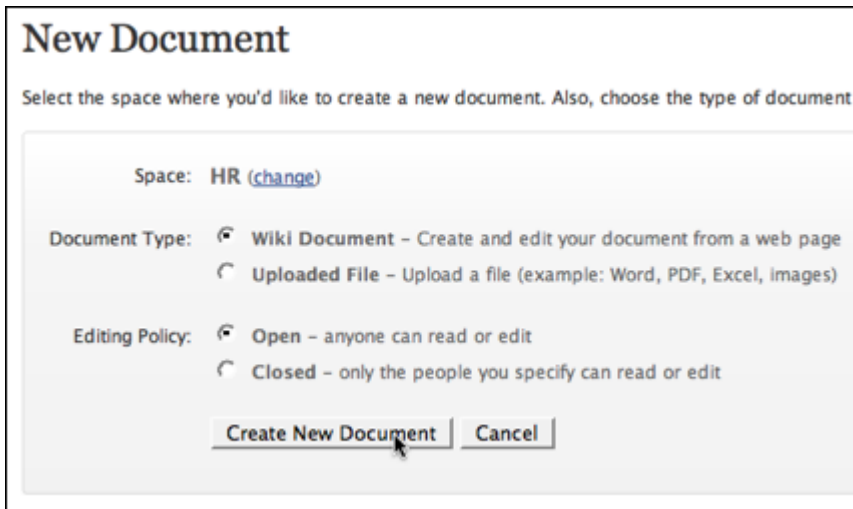 New Document
Select the space where you'd like to create a new document. Also, choose the type of document
Space: HR (change)
Document Type: Wiki Document – Create and edit your document from a web page
Uploaded File – Upload a file (example: Word, PDF, Excel, images)
Editing Policy: Open – anyone can read or edit
Closed – only the people you specify can read or edit
Create New Document Cancel